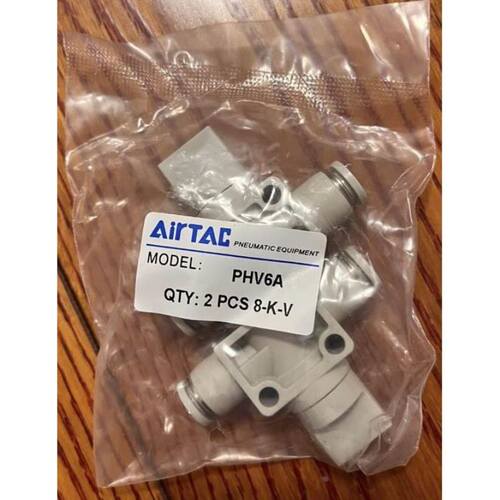 AirTAC PNEUMATIC EQUIPMENT
MODEL: PHV6A
QTY: 2 PCS 8-K-V